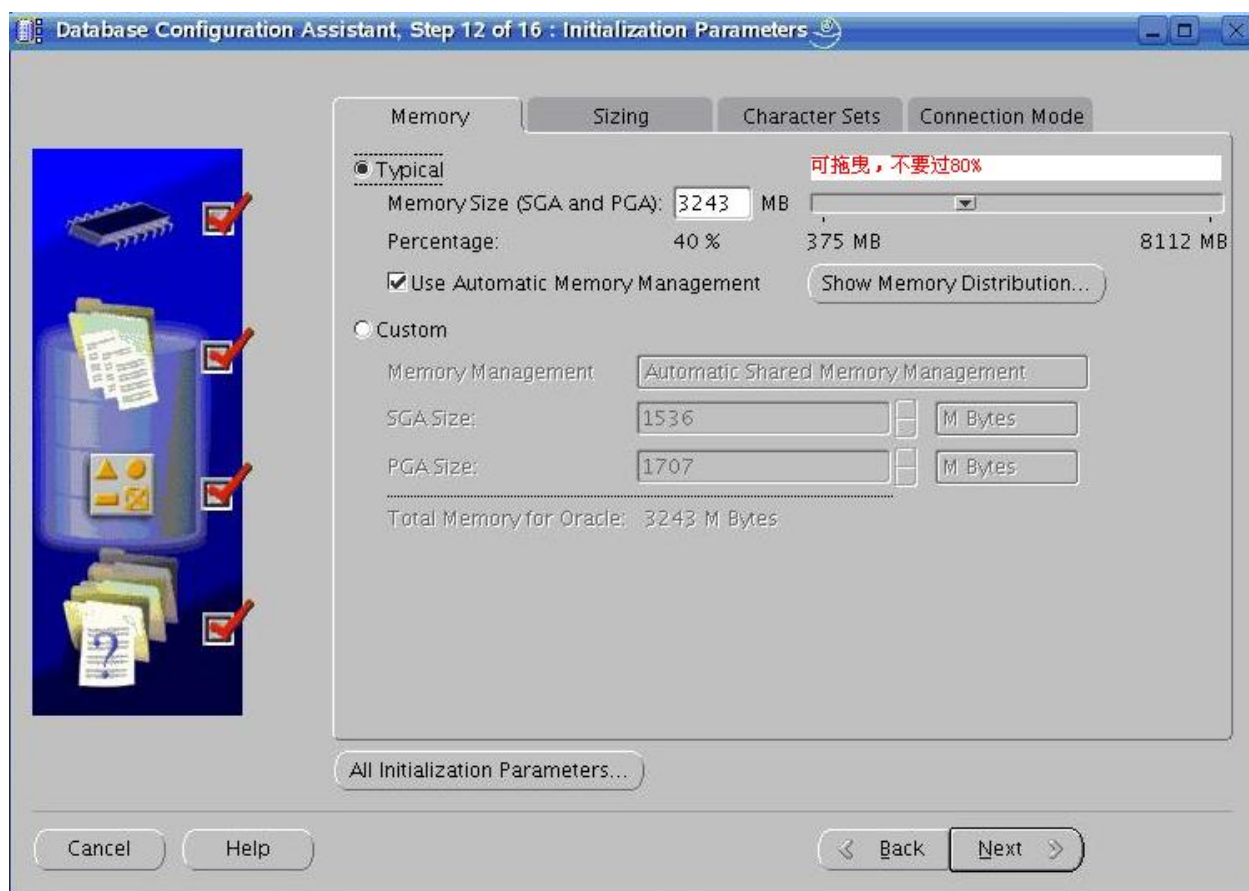 Database Configuration Assistant, Step 12 of 16 : Initialization Parameters
Memory Sizing Character Sets Connection Mode
Typical 可拖曳，不要过80%
Memory Size (SGA and PGA): 3243 MB
Percentage: 40 % 375 MB 8112 MB
Use Automatic Memory Management Show Memory Distribution...
Custom
Memory Management Automatic Shared Memory Management
SGA Size: 1536 M Bytes
PGA Size: 1707 M Bytes
Total Memory for Oracle: 3243 M Bytes
?
All Initialization Parameters...
Cancel Help Back Next